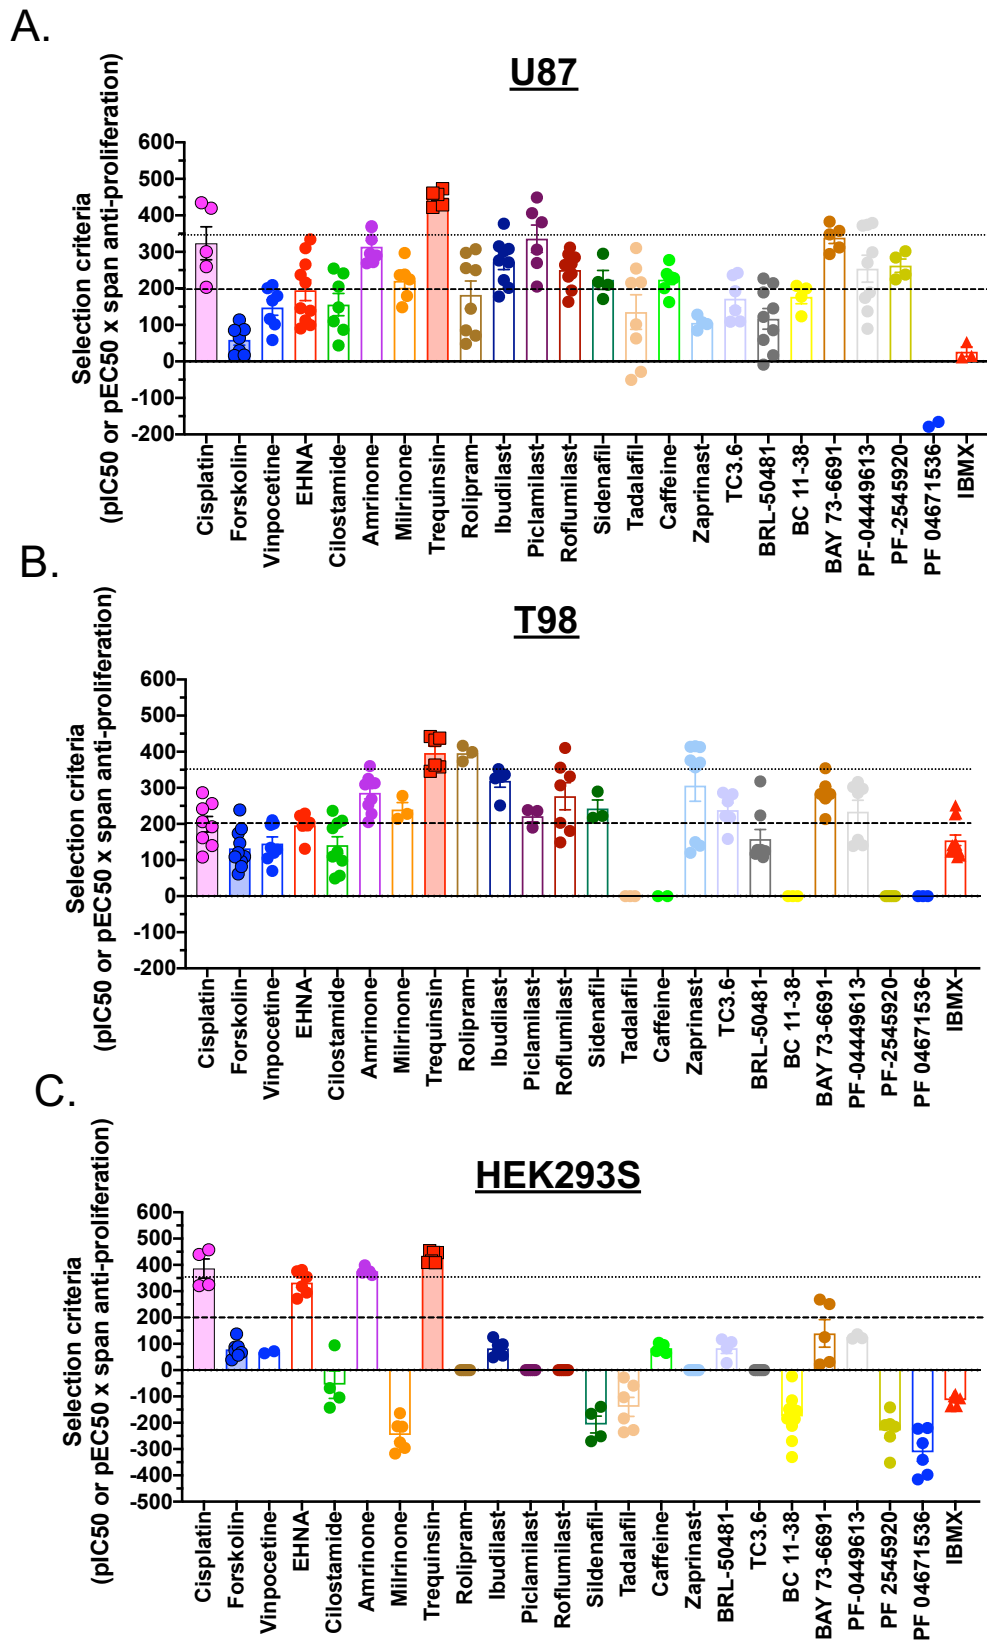 A.
U87
Selection criteria
(pIC50 or pEC50 x span anti-proliferation)
600
500
400
300
200
100
0
-100
-200
Cisplatin
Forskolin
Vinpocetine
EHNA
Cilostamide
Amrinone
Milrinone
Trequinsin
Rolipram
Ibudilast
Piclamilast
Roflumilast
Sidenafil
Tadalafil
Caffeine
Zaprinast
TC3.6
BRL-50481
BC 11-38
BAY 73-6691
PF-04449613
PF-2545920
PF 04671536
IBMX
B.
T98
Selection criteria
(pIC50 or pEC50 x span anti-proliferation)
600
500
400
300
200
100
0
-100
-200
Cisplatin
Forskolin
Vinpocetine
EHNA
Cilostamide
Amrinone
Milrinone
Trequinsin
Rolipram
Ibudilast
Piclamilast
Roflumilast
Sidenafil
Tadalafil
Caffeine
Zaprinast
TC3.6
BRL-50481
BC 11-38
BAY 73-6691
PF-04449613
PF-2545920
PF 04671536
IBMX
C.
HEK293S
Selection criteria
(pIC50 or pEC50 x span anti-proliferation)
600
500
400
300
200
100
0
-100
-200
-300
-400
-500
Cisplatin
Forskolin
Vinpocetine
EHNA
Cilostamide
Amrinone
Milrinone
Trequinsin
Rolipram
Ibudilast
Piclamilast
Roflumilast
Sildenafil
Tadalafil
Caffeine
Zaprinast
BRL-50481
TC3.6
BC 11-38
BAY 73-6691
PF-0449613
PF 2545920
PF 04671536
IBMX